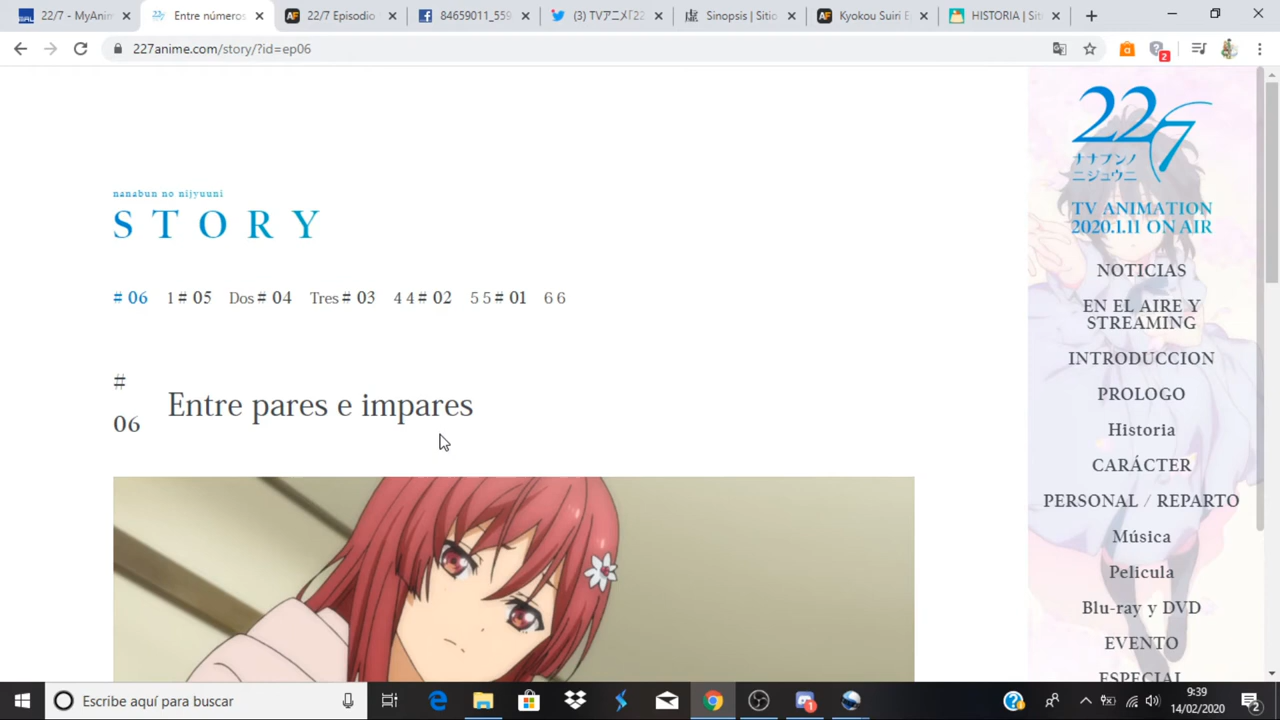 22/7 - MyAnim
Entre números
22/7 Episodio
84659011_559
(3) TVアニメ「22
Sinopsis | Sitio
Kyokou Suiri E
HISTORIA | Siti
227anime.com/story/?id=ep06
2
nanabun no nijyuuni
STORY
# 06 1 # 05 Dos # 04 Tres # 03 4 4 # 02 5 5 # 01 6 6
#
06
Entre pares e impares
22/7
ナナブンノ
ニジュウニ
TV ANIMATION
2020.1.11 ON AIR
NOTICIAS
EN EL AIRE Y
STREAMING
INTRODUCCION
PROLOGO
Historia
CARÁCTER
PERSONAL / REPARTO
Música
Pelicula
Blu-ray y DVD
EVENTO
ESPECIAL
Escribe aquí para buscar
9:39
14/02/2020
2